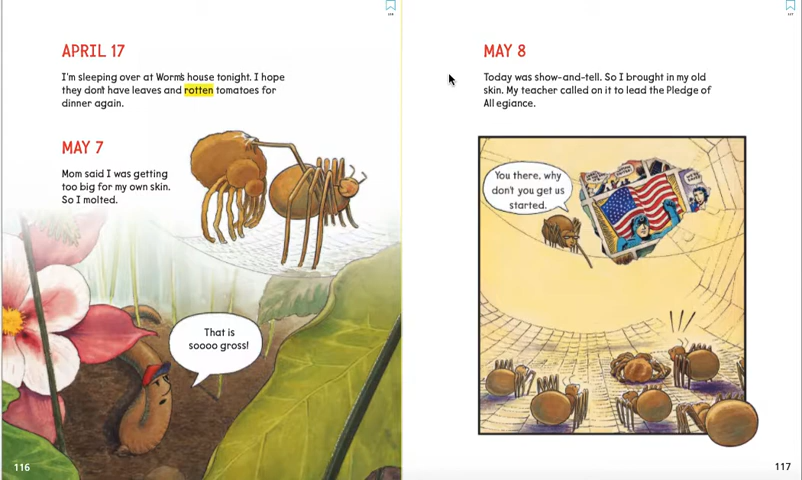 APRIL 17
I'm sleeping over at Worm's house tonight. I hope
they don't have leaves and rotten tomatoes for
dinner again.
MAY 7
Mom said I was getting
too big for my own skin.
So I molted.
That is
soooo gross!
116
MAY 8
Today was show-and-tell. So I brought in my old
skin. My teacher called on it to lead the Pledge of
All egiance.
You there, why
don't you get us
started.
117